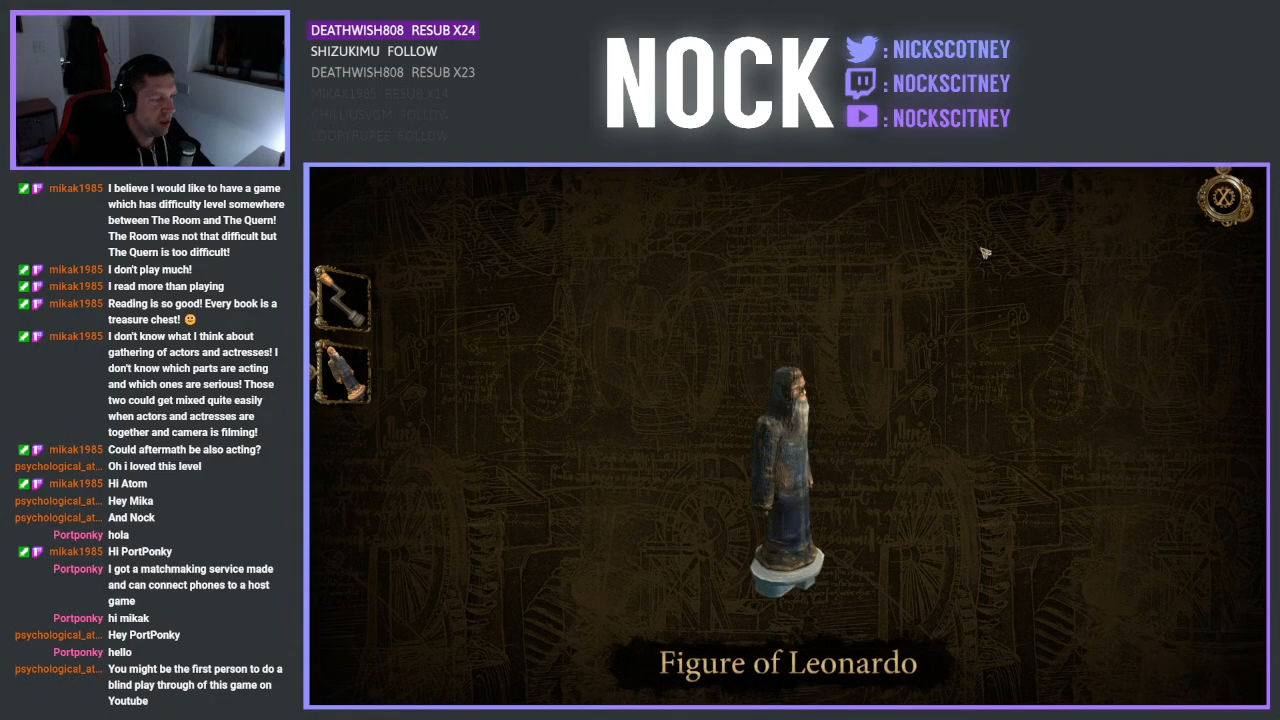 DEATHWISH808 RESUB X24
SHIZUKIMU FOLLOW
DEATHWISH808 RESUB X23
MIKAK1985 RESUB X14
LOOPYRUPEE FOLLOW
NOCK
: NICKSCOTNEY
: NOCKSCITNEY
: NOCKSCITNEY
mikak1985 I believe I would like to have a game
which has difficulty level somewhere
between The Room and The Quern!
The Room was not that difficult but
The Quern is too difficult!
mikak1985 I don't play much!
mikak1985 I read more than playing
mikak1985 Reading is so good! Every book is a
treasure chest! 🙂
mikak1985 I don't know what I think about
gathering of actors and actresses! I
don't know which parts are acting
and which ones are serious! Those
two could get mixed quite easily
when actors and actresses are
together and camera is filming!
mikak1985 Could aftermath be also acting?
psychological_at... Oh i loved this level
mikak1985 Hi Atom
psychological_at... Hey Mika
psychological_at... And Nock
Portponky hola
mikak1985 Hi PortPonky
Portponky I got a matchmaking service made
and can connect phones to a host
game
Portponky hi mikak
psychological_at... Hey PortPonky
Portponky hello
psychological_at... You might be the first person to do a
blind play through of this game on
Youtube
Figure of Leonardo